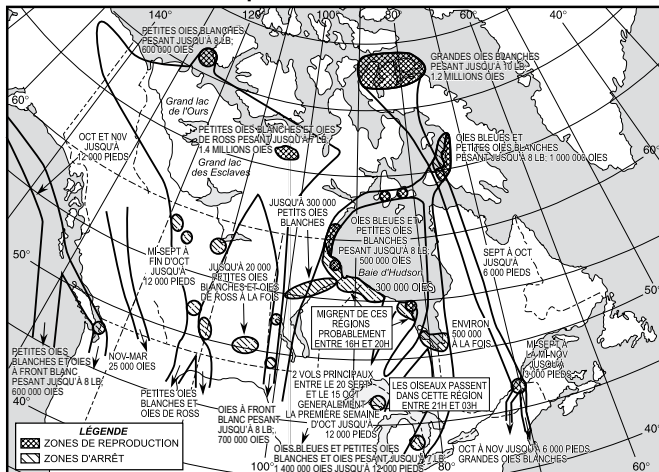 140°
120°
100°
80°
60°
40°
PETITES OIES BLANCHES
PESANT JUSQU'À 8 LB;
600 000 OIES
GRANDES OIES BLANCHES
PESANT JUSQU'À 10 LB;
1.2 MILLIONS OIES
60°
Grand lac
de l'Ours
OCT ET NOV
JUSQU'À
12 000 PIEDS
PETITES OIES BLANCHES ET OIES
DE ROSS PESANT JUSQU'À 7 LB;
1.4 MILLIONS OIES
Grand lac
des Esclaves
OIES BLEUES ET
PETITES OIES BLANCHES
PESANT JUSQU'À 8 LB; 1 000 000 OIES
60°
JUSQU'À 300 000
PETITS OIES
BLANCHES
OIES BLEUES ET
PETITES OIES
BLANCHES
PESANT JUSQU'À 8 LB;
500 000 OIES
Baie d'Hudson
300 000 OIES
SEPT À OCT
JUSQU'À
6 000 PIEDS
50°
MI-SEPT À
FIN D'OCT
JUSQU'À
12 000 PIEDS
JUSQU'À 20 000
PETITES OIES
BLANCHES ET OIES
DE ROSS À LA FOIS
50°
MIGRENT DE CES
RÉGIONS
PROBABLEMENT
ENTRE 16H ET 20H
ENVIRON
500 000
À LA FOIS.
MI-SEPT À
LA MI-NOV
JUSQU'À
3 000 PIEDS
PETITES OIES
BLANCHES ET OIES
À FRONT BLANC
PESANT JUSQU'À 8 LB;
600 000 OIES
NOV-MAR
25 000 OIES
PETITES OIES
BLANCHES ET
OIES DE ROSS
OIES À FRONT
BLANC PESANT
JUSQU'À 8 LB;
700 000 OIES
2 VOLS PRINCIPAUX
ENTRE LE 20 SEPT
ET LE 15 OCT
GENERALEMENT
LA PREMIÈRE SEMAINE
D'OCT JUSQU'À
12 000 PIEDS
LES OISEAUX PASSENT
DANS CETTE RÉGION
ENTRE 21H ET 03H
40°
LÉGENDE
ZONES DE REPRODUCTION
ZONES D'ARRÊT
OIES BLEUES ET PETITES OIES
BLANCHES ET OIES PESANT JUSQU'À 7 LB;
1 400 000 OIES JUSQU'À 12 000 PIEDS
OCT À NOV JUSQU'À 6 000 PIEDS
GRANDES OIES BLANCHES
120°
100°
80°
60°